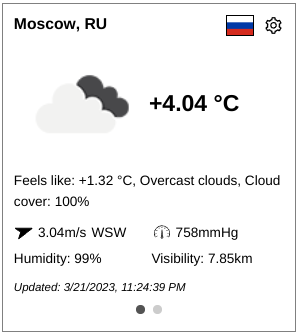 Moscow, RU
+4.04 °C
Feels like: +1.32 °C, Overcast clouds, Cloud
cover: 100%
3.04m/s WSW 758mmHg
Humidity: 99% Visibility: 7.85km
Updated: 3/21/2023, 11:24:39 PM